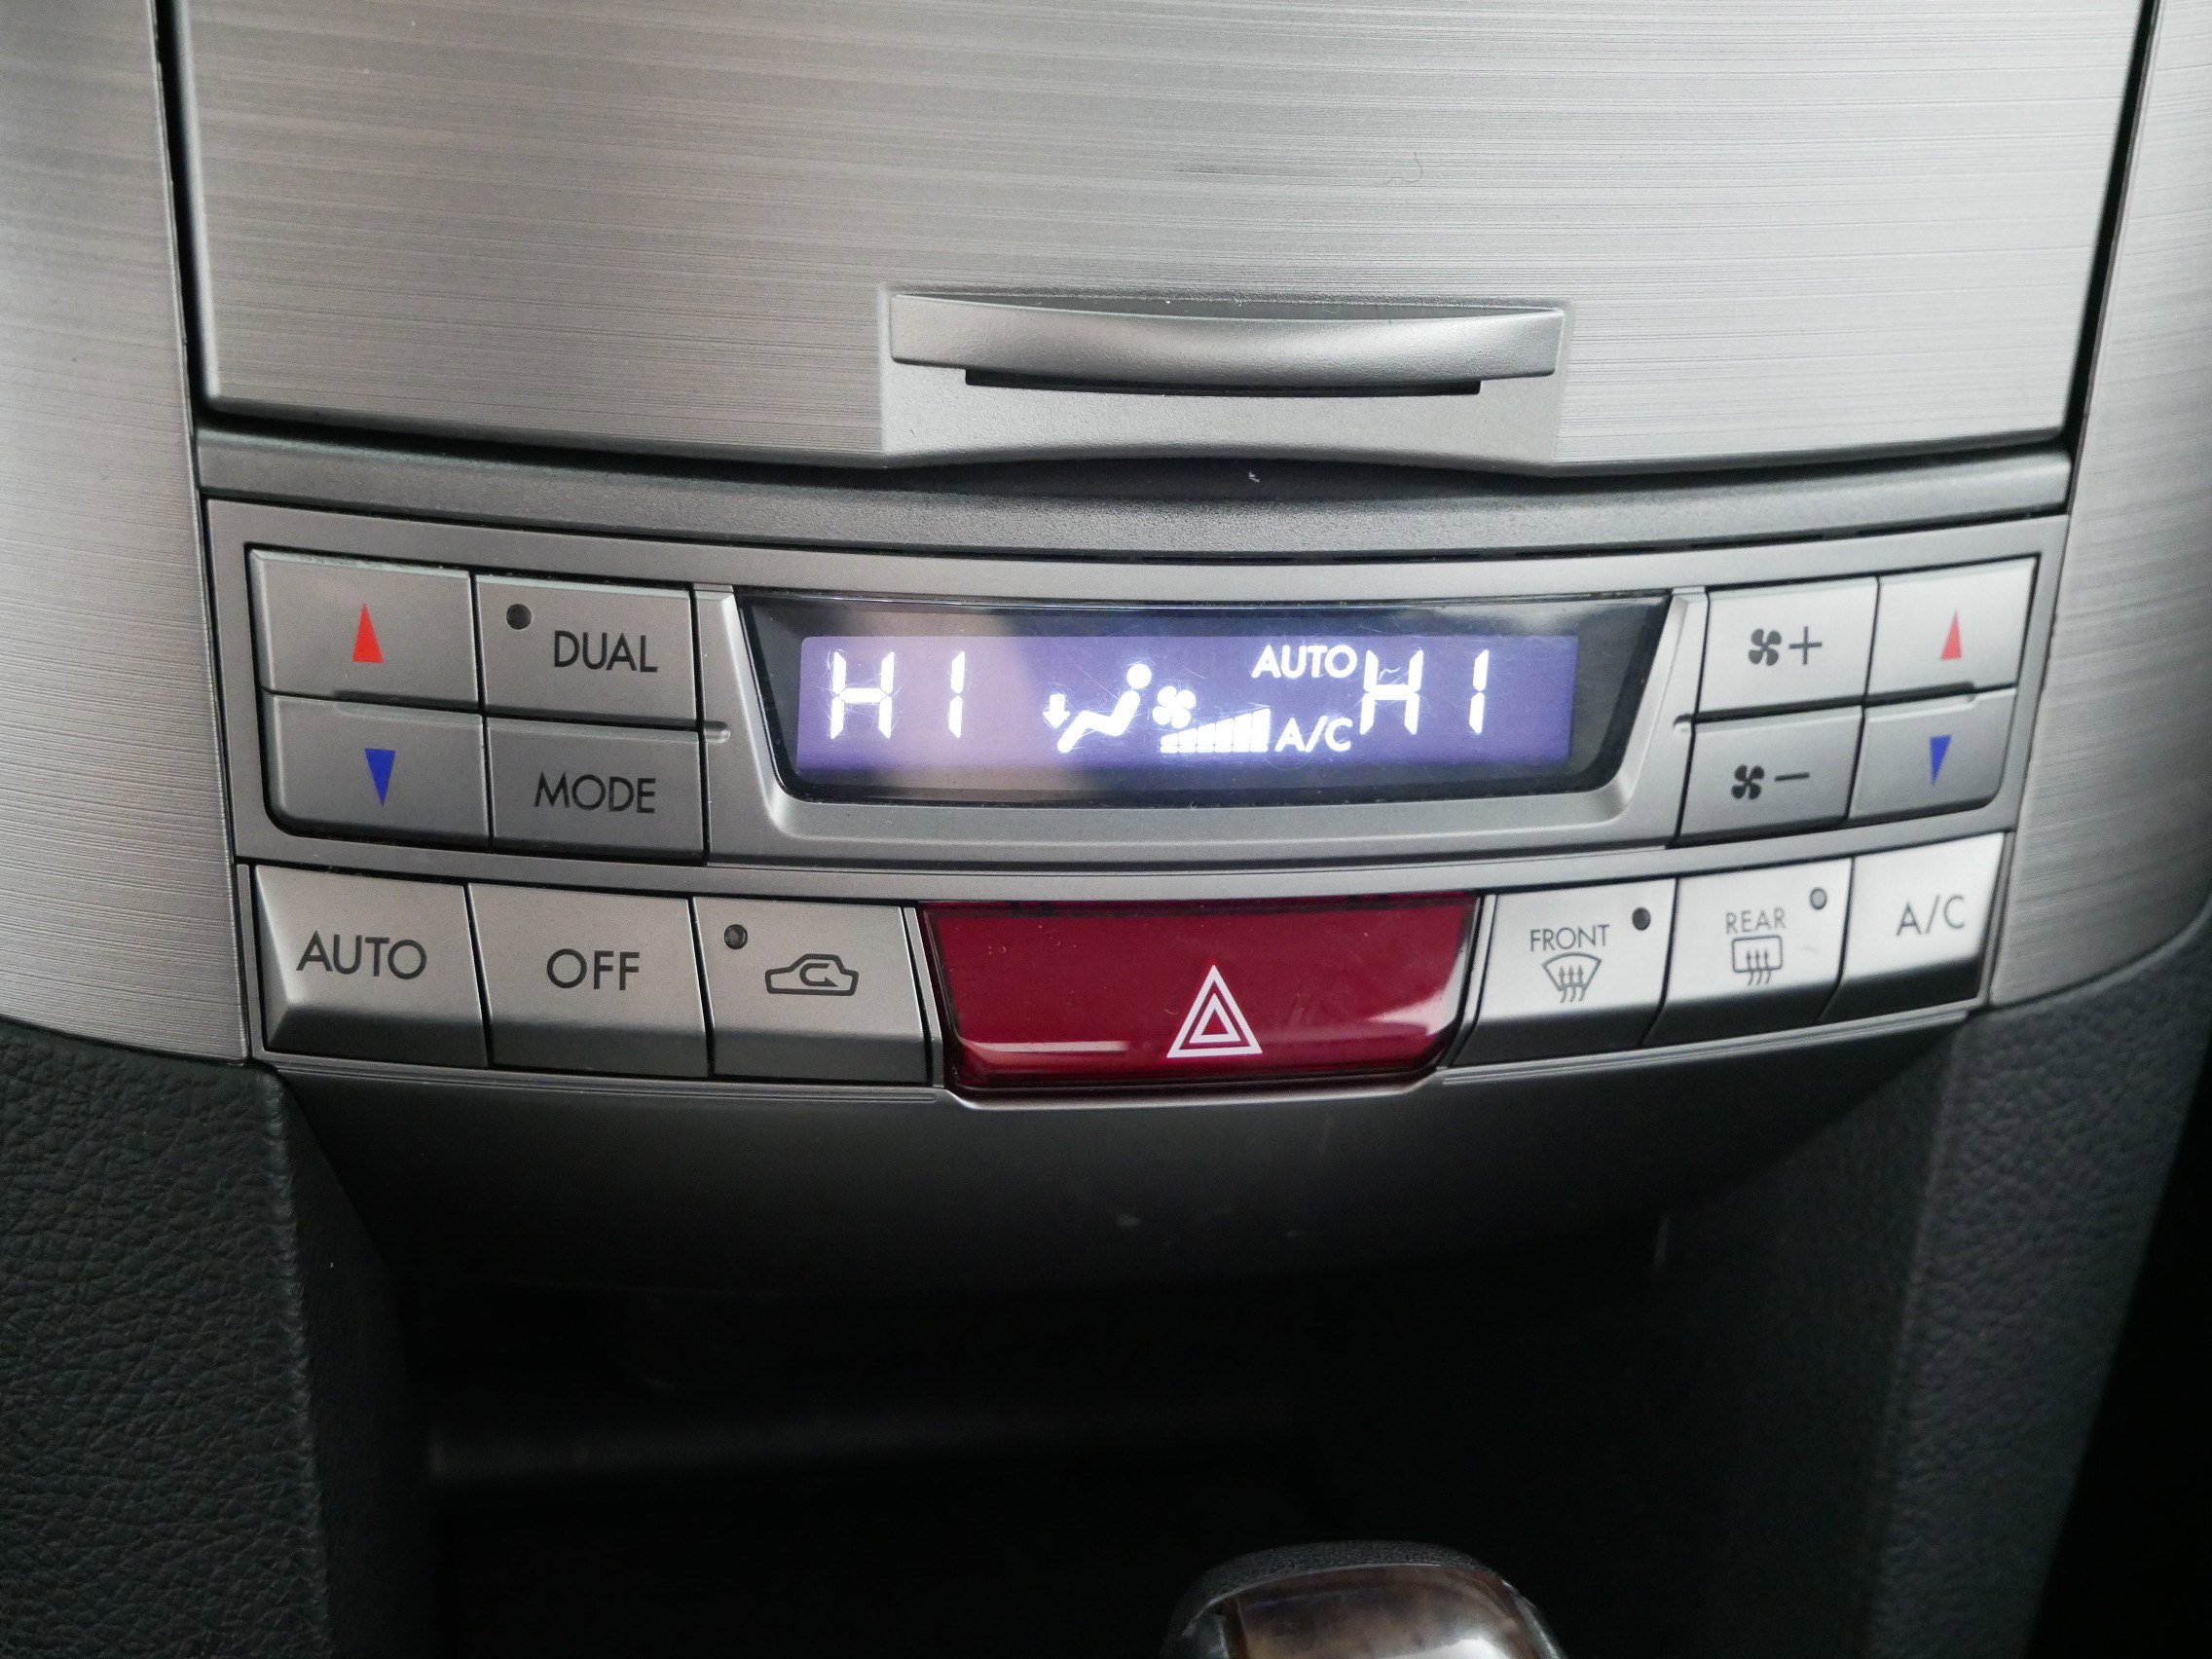 DUAL
MODE
HI
AUTO
A/C
HI
+
-
AUTO
OFF
FRONT
REAR
A/C